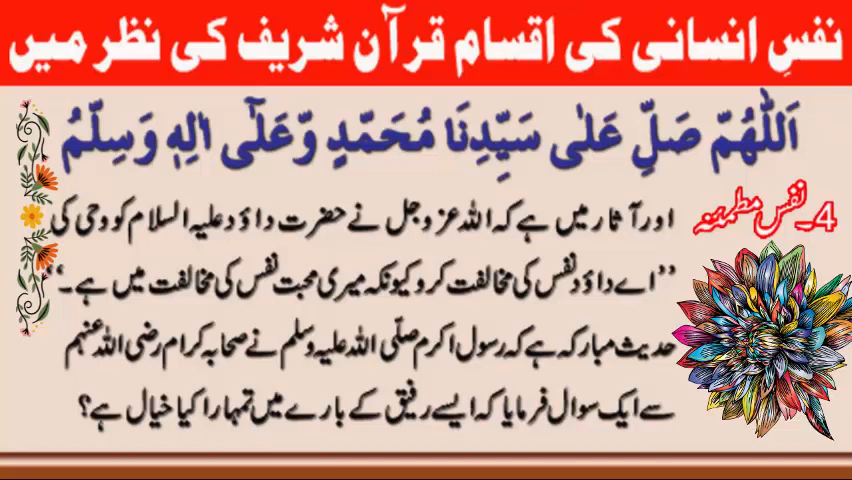 نفسِ انسانی کی اقسام قرآن شریف کی نظر میں
اَللّٰهُمَّ صَلِّ عَلٰى سَيِّدِنَا مُحَمَّدٍ وَّعَلٰٓى اٰلِهٖ وَسَلِّمُ
4۔ نفس مطمئنہ
اور آثار میں ہے کہ اللہ عزوجل نے حضرت داؤد علیہ السلام کو وحی کی
’’اے داؤد نفس کی مخالفت کرو کیونکہ میری محبت نفس کی مخالفت میں ہے۔‘‘
حدیث مبارکہ ہے کہ رسول اکرم صلّی اللہ علیہ وسلم نے صحابہ کرام رضی اللہ عنہم
سے ایک سوال فرمایا کہ ایسے رفیق کے بارے میں تمہارا کیا خیال ہے؟